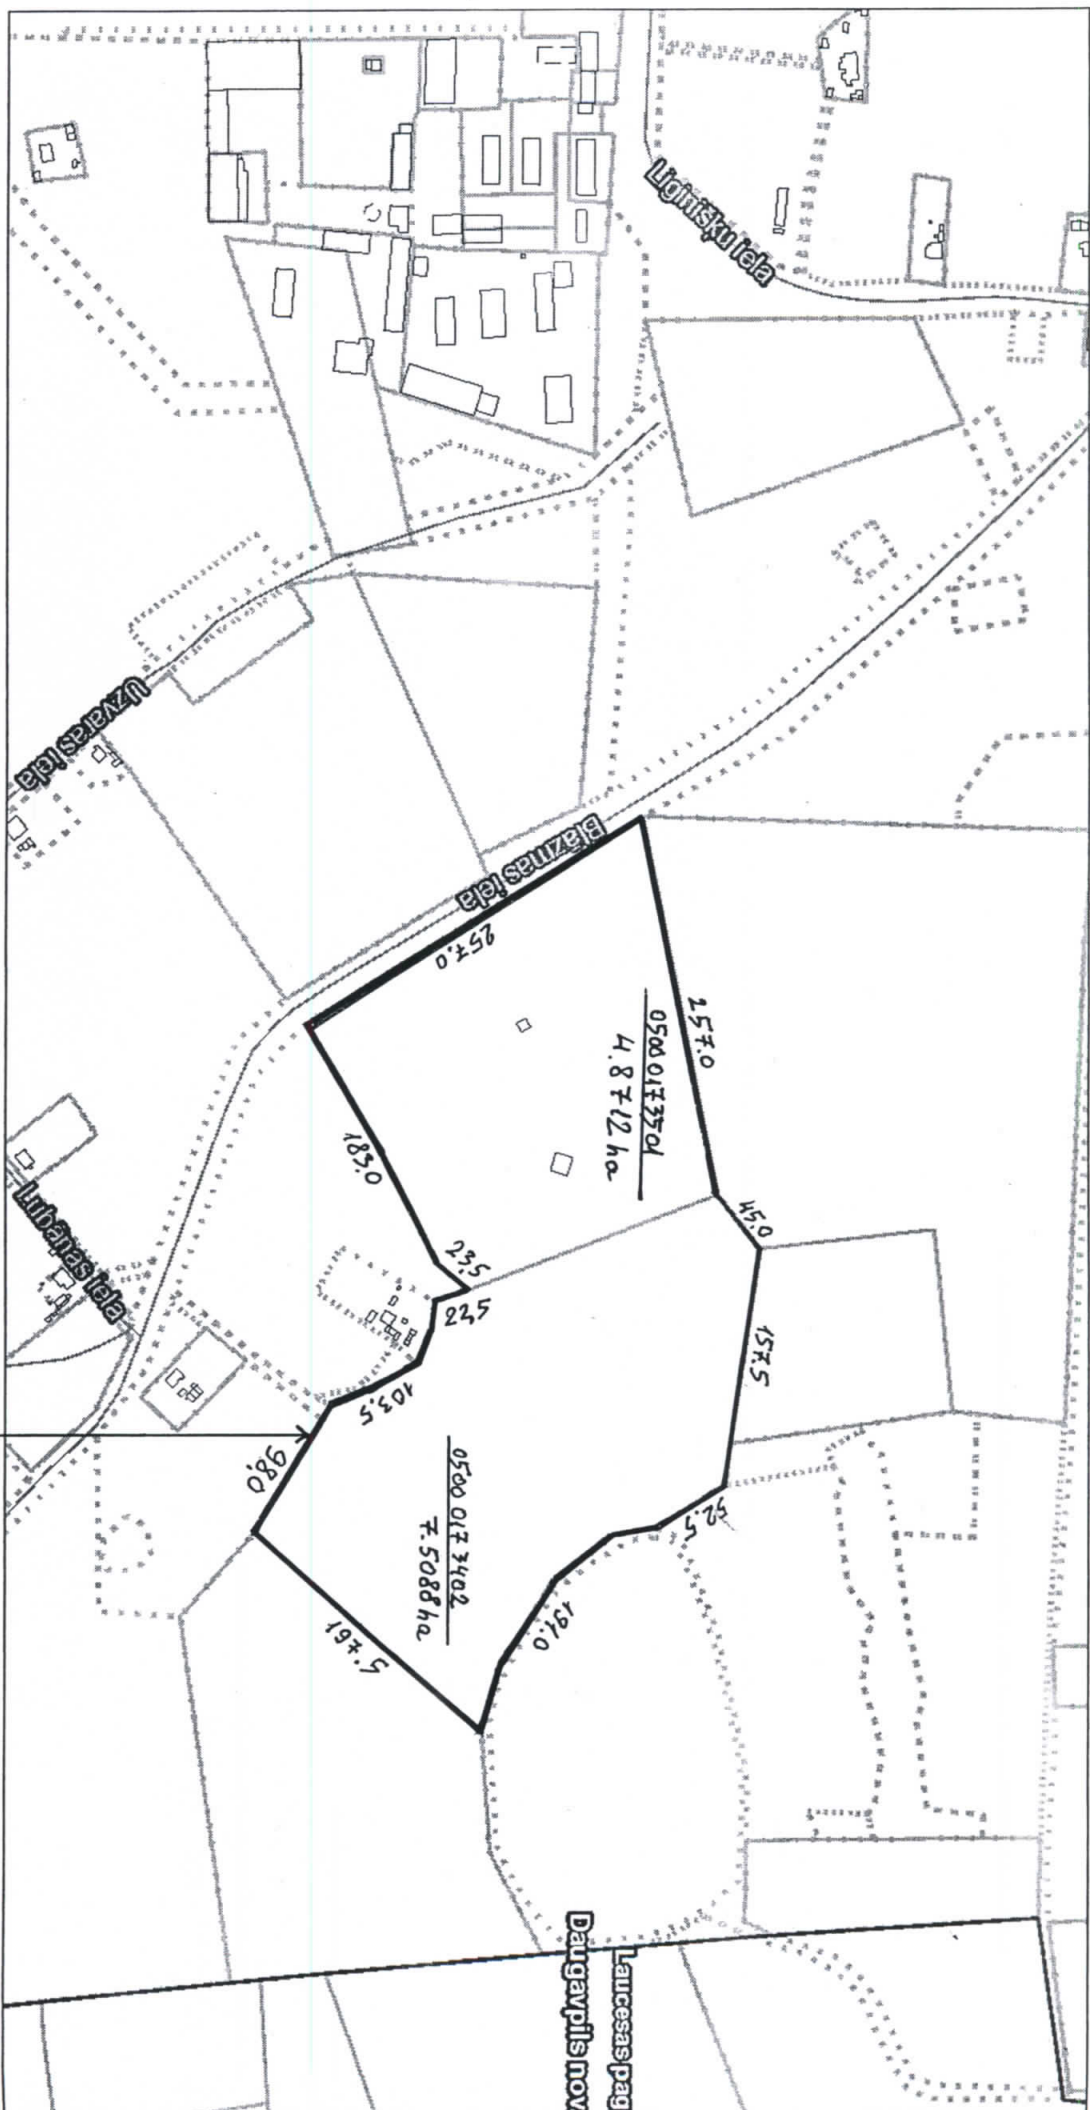 Liginišķu iela
Uzvaras iela
Blāzmas iela
Lubānas iela
Laucesas pag
Daugavpils nov
257.0
257.0
0500 017 3501
4.8712 ha
183.0
45.0
23,5
22,5
157.5
103,5
98,0
52.5
191.0
0500 017 3402
7.5088 ha
197,5